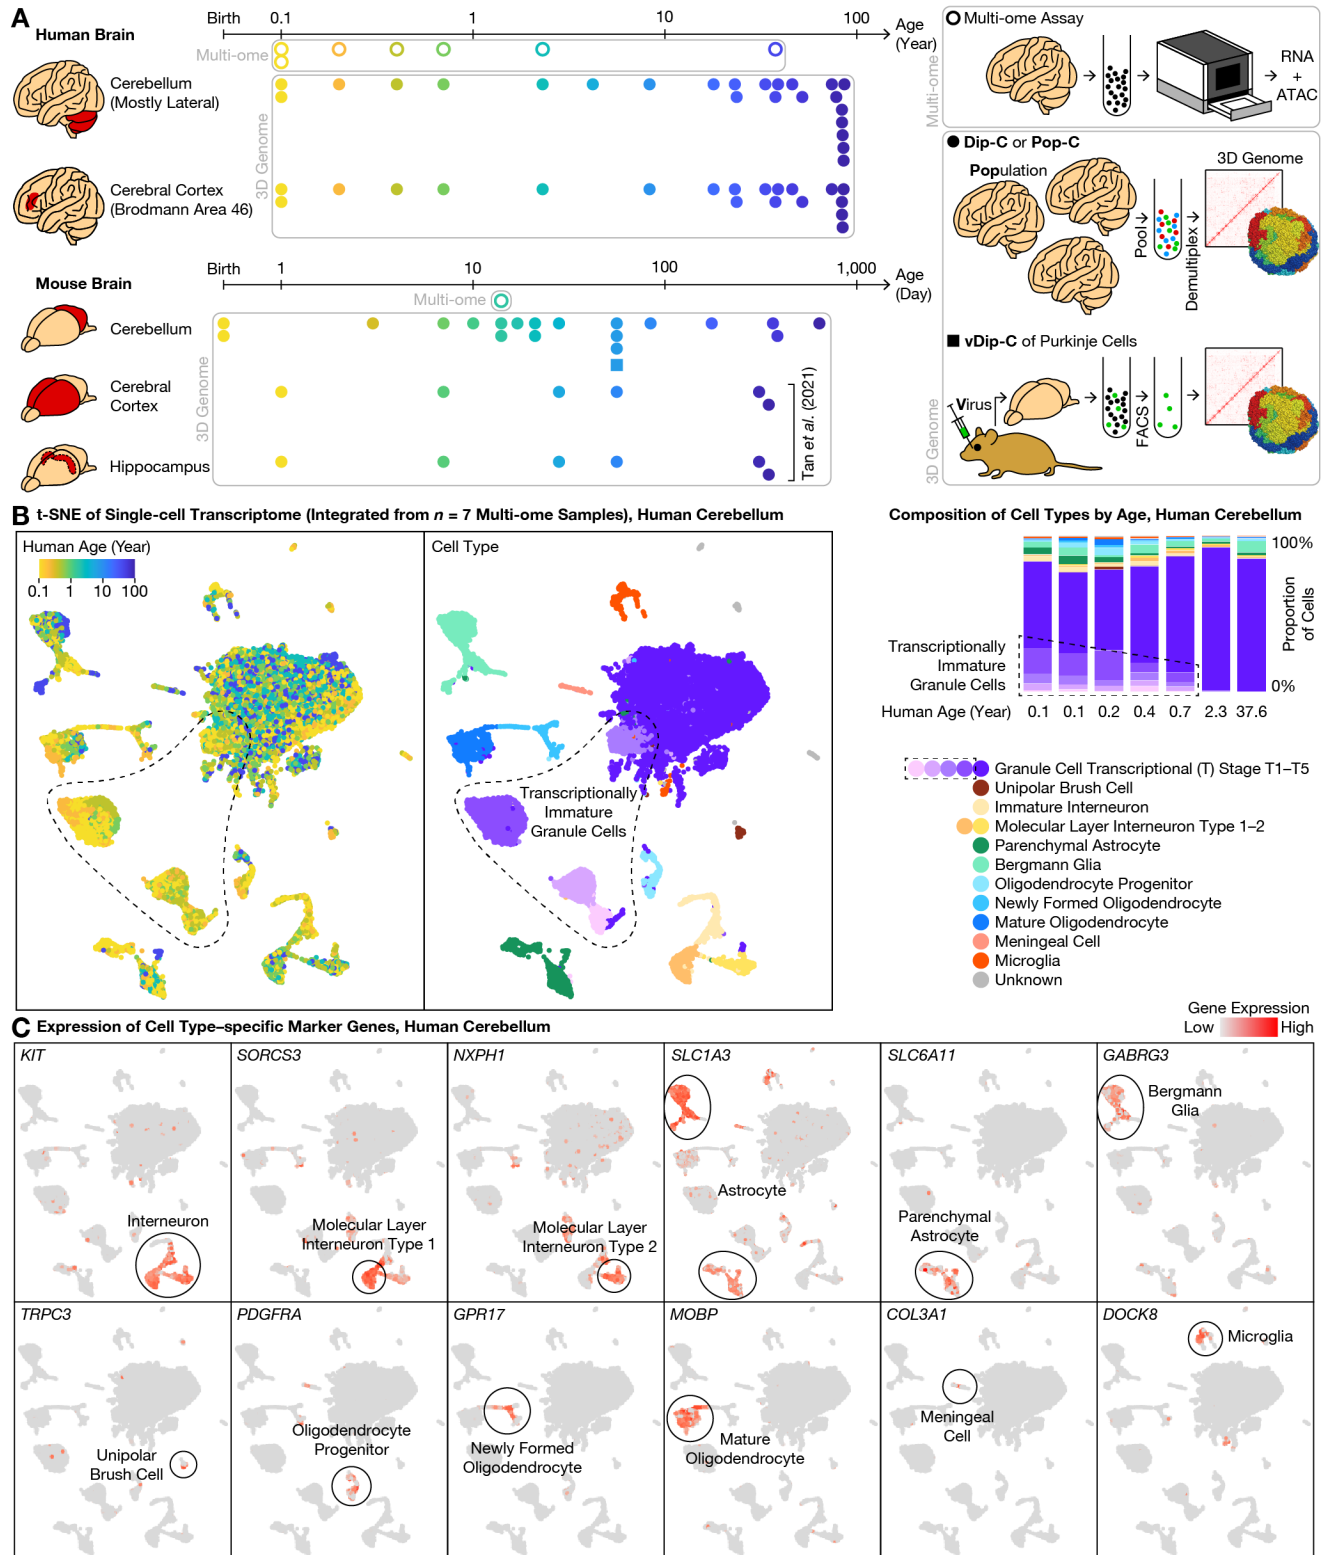 A
Human Brain
Birth 0.1 1 10 100 Age (Year)
Multi-ome
Cerebellum
(Mostly Lateral)
3D Genome
Cerebral Cortex
(Brodmann Area 46)
Mouse Brain
Birth 1 10 100 1,000 Age (Day)
Multi-ome
Cerebellum
3D Genome
Cerebral
Cortex
Hippocampus
Tan et al. (2021)
Multi-ome Assay
Multi-ome
RNA
+
ATAC
Dip-C or Pop-C
Population
Pool
Demultiplex
3D Genome
vDip-C of Purkinje Cells
Virus
FACS
3D Genome
B t-SNE of Single-cell Transcriptome (Integrated from n = 7 Multi-ome Samples), Human Cerebellum
Human Age (Year)
0.1 1 10 100
Cell Type
Transcriptionally
Immature
Granule Cells
Composition of Cell Types by Age, Human Cerebellum
100%
Proportion
of Cells
0%
Transcriptionally
Immature
Granule Cells
Human Age (Year) 0.1 0.1 0.2 0.4 0.7 2.3 37.6
Granule Cell Transcriptional (T) Stage T1–T5
Unipolar Brush Cell
Immature Interneuron
Molecular Layer Interneuron Type 1–2
Parenchymal Astrocyte
Bergmann Glia
Oligodendrocyte Progenitor
Newly Formed Oligodendrocyte
Mature Oligodendrocyte
Meningeal Cell
Microglia
Unknown
C Expression of Cell Type–specific Marker Genes, Human Cerebellum
Gene Expression
Low High
KIT
Interneuron
SORCS3
Molecular Layer
Interneuron Type 1
NXPH1
Molecular Layer
Interneuron Type 2
SLC1A3
Astrocyte
SLC6A11
Parenchymal
Astrocyte
GABRG3
Bergmann
Glia
TRPC3
Unipolar
Brush Cell
PDGFRA
Oligodendrocyte
Progenitor
GPR17
Newly Formed
Oligodendrocyte
MOBP
Mature
Oligodendrocyte
COL3A1
Meningeal
Cell
DOCK8
Microglia